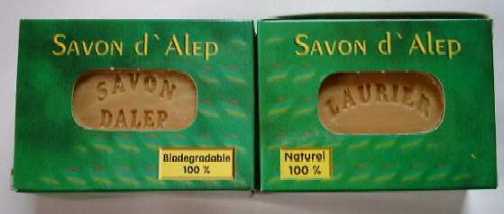 SAVON d`ALEP
SAVON
DALEP
Biodegradable
100 %
SAVON d`ALEP
LAURIER
Naturel
100 %